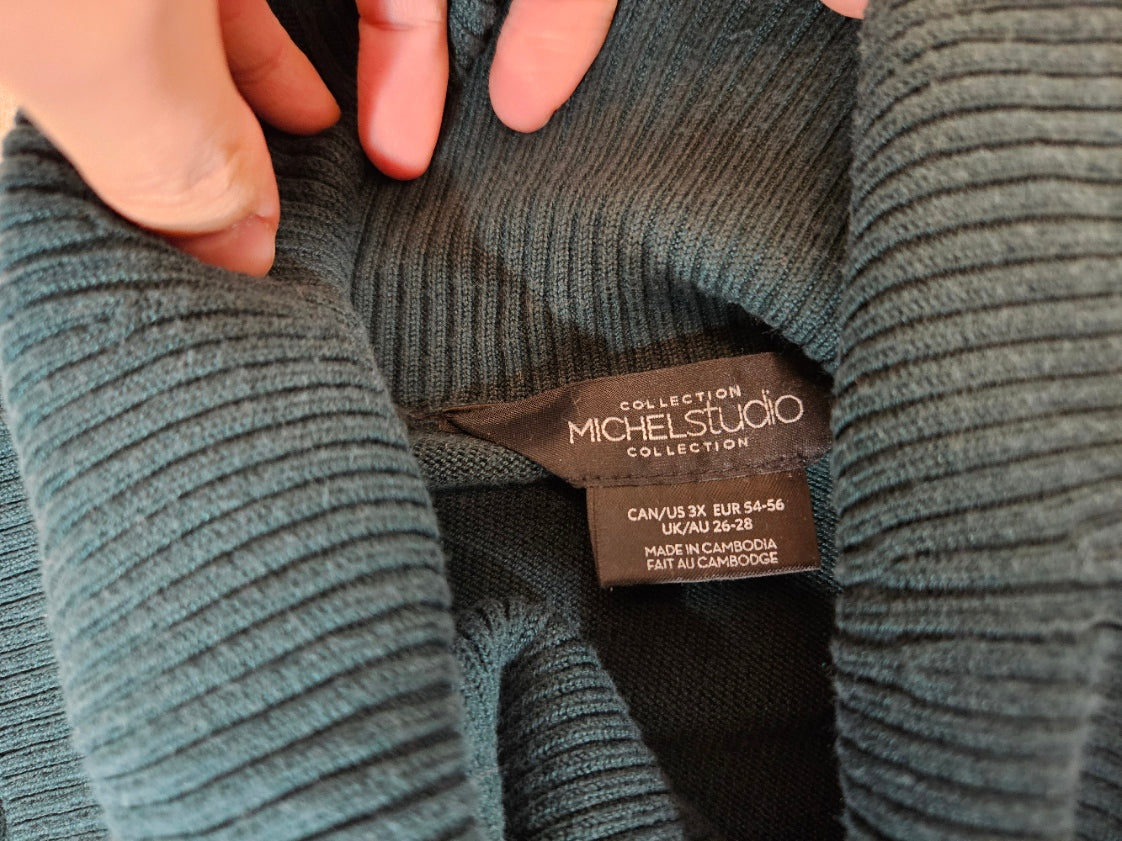 COLLECTION
MICHELstudio
COLLECTION
CAN/US 3X EUR 54-56
UK/AU 26-28
MADE IN CAMBODIA
FAIT AU CAMBODGE